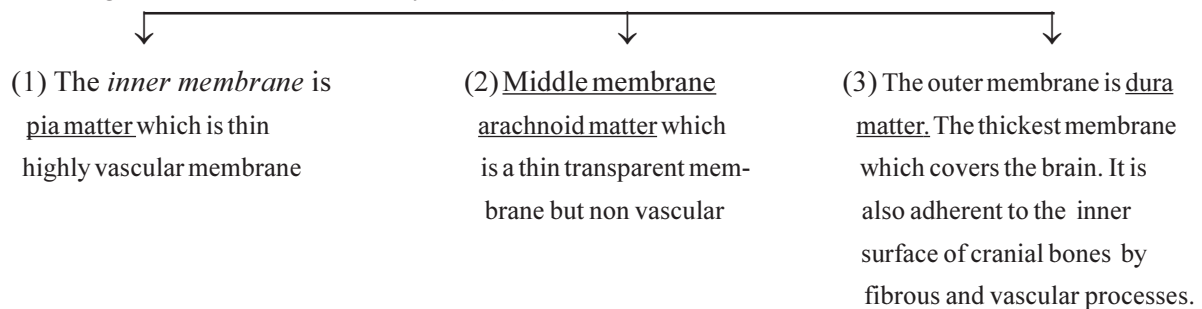 (1) The inner membrane is
pia matter which is thin
highly vascular membrane
(2) Middle membrane
arachnoid matter which
is a thin transparent mem-
brane but non vascular
(3) The outer membrane is dura
matter. The thickest membrane
which covers the brain. It is
also adherent to the inner
surface of cranial bones by
fibrous and vascular processes.